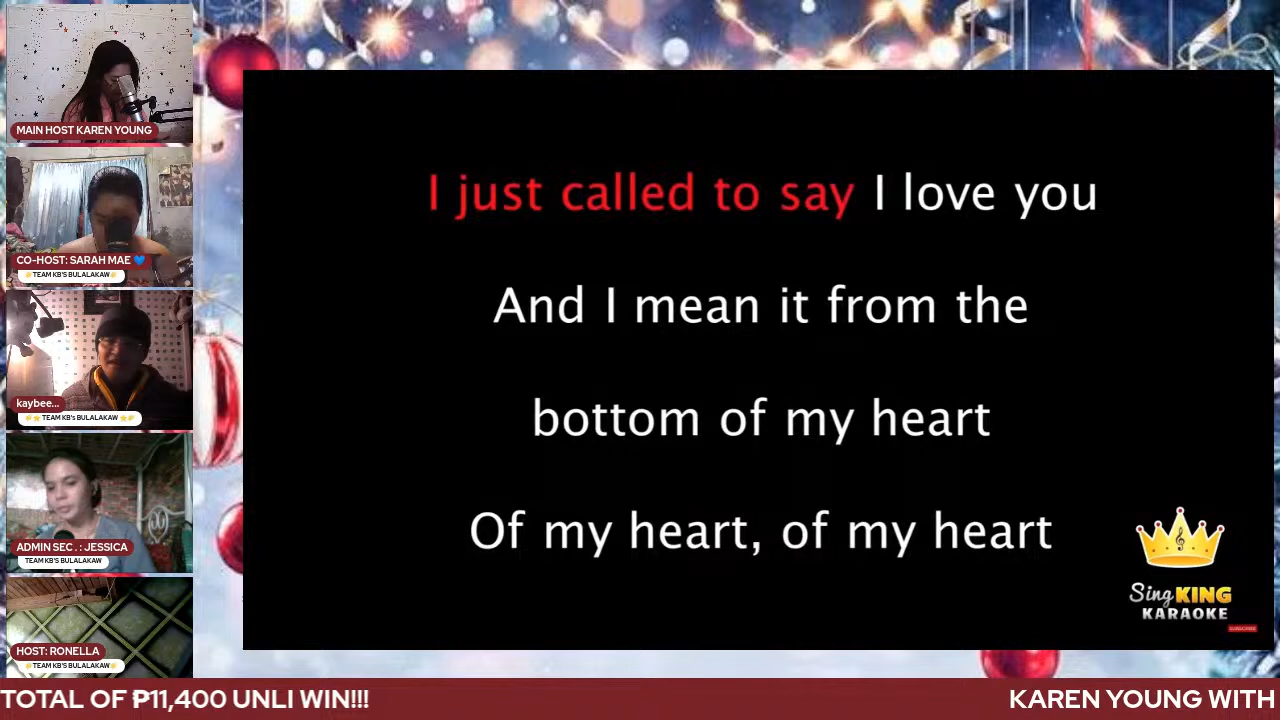 MAIN HOST KAREN YOUNG
CO-HOST: SARAH MAE 💙
TEAM KB'S BULALAKAW
kaybee...
TEAM KB's BULALAKAW
ADMIN SEC . : JESSICA
TEAM KB'S BULALAKAW
HOST: RONELLA
TEAM KB'S BULALAKAW
I just called to say I love you
And I mean it from the
bottom of my heart
Of my heart, of my heart
Sing KING
KARAOKE
SUBSCRIBE
TOTAL OF ₱11,400 UNLI WIN!!!
KAREN YOUNG WITH